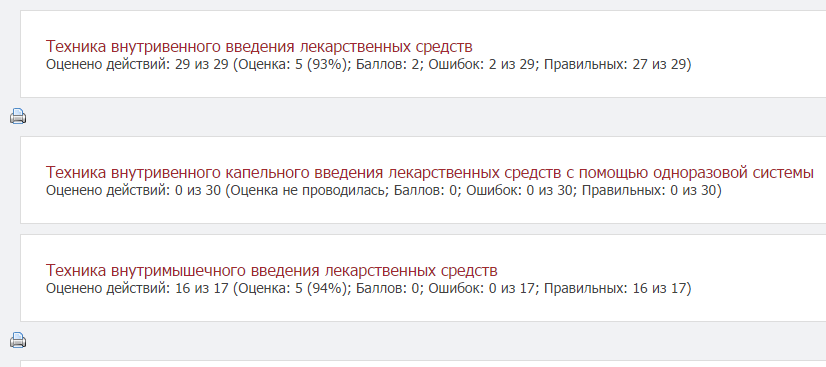 Техника внутривенного введения лекарственных средств
Оценено действий: 29 из 29 (Оценка: 5 (93%); Баллов: 2; Ошибок: 2 из 29; Правильных: 27 из 29)
Техника внутривенного капельного введения лекарственных средств с помощью одноразовой системы
Оценено действий: 0 из 30 (Оценка не проводилась; Баллов: 0; Ошибок: 0 из 30; Правильных: 0 из 30)
Техника внутримышечного введения лекарственных средств
Оценено действий: 16 из 17 (Оценка: 5 (94%); Баллов: 0; Ошибок: 0 из 17; Правильных: 16 из 17)